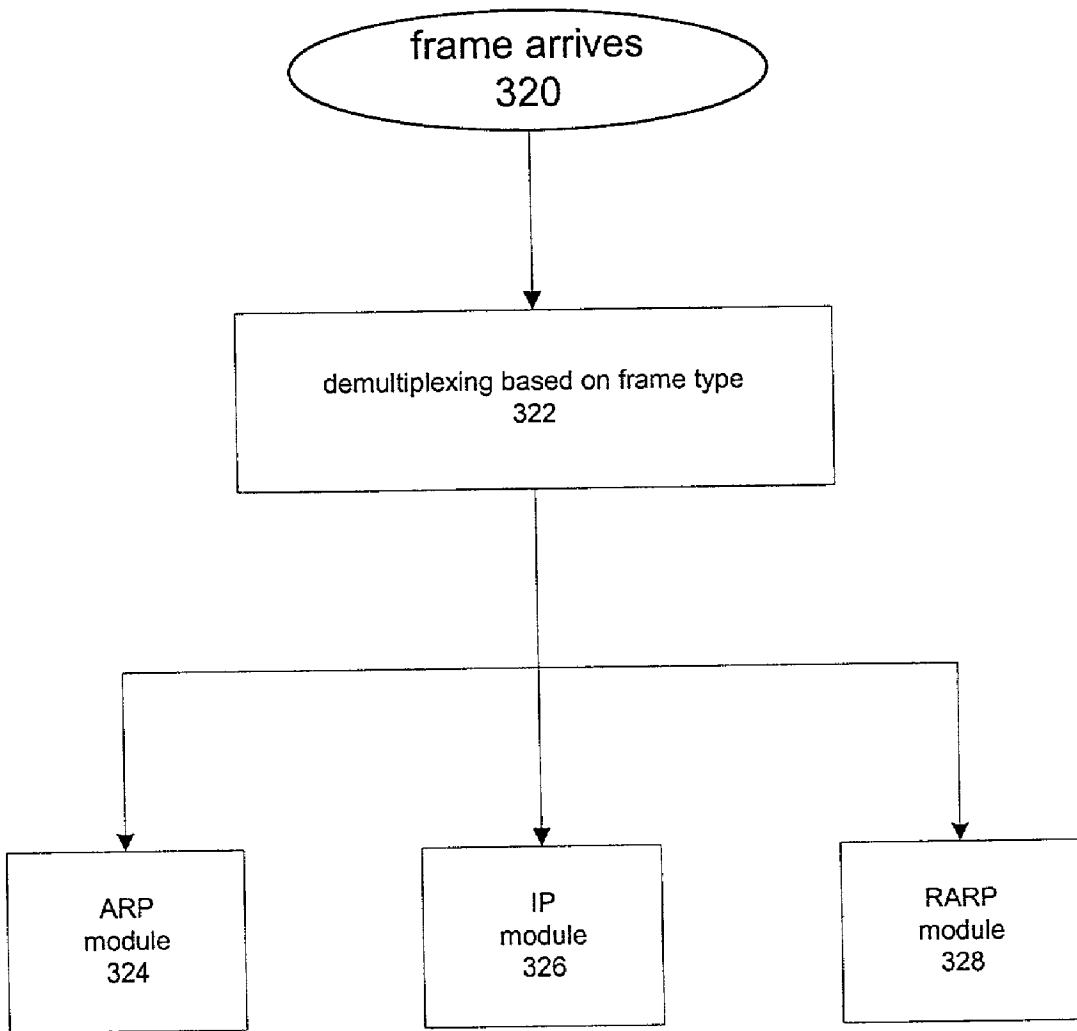 frame arrives
320
demultiplexing based on frame type
322
ARP
module
324
IP
module
326
RARP
module
328